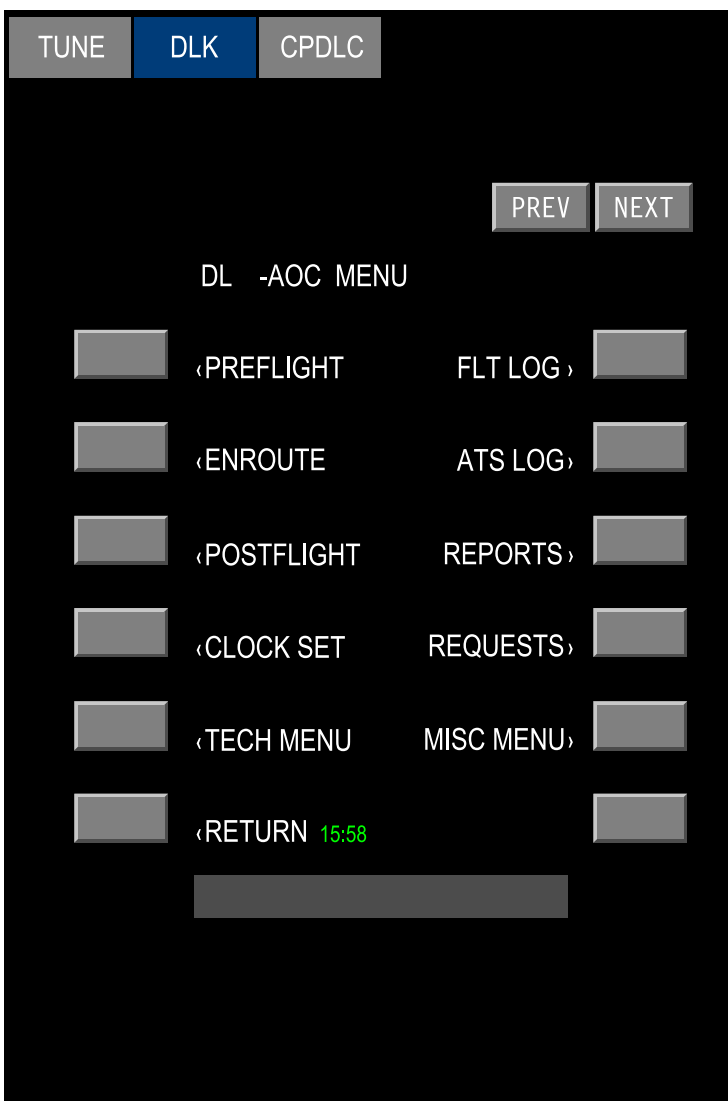 TUNE DLK CPDLC
PREV NEXT
DL -AOC MENU
‹PREFLIGHT FLT LOG ›
‹ENROUTE ATS LOG›
‹POSTFLIGHT REPORTS›
‹CLOCK SET REQUESTS›
‹TECH MENU MISC MENU›
‹RETURN 15:58